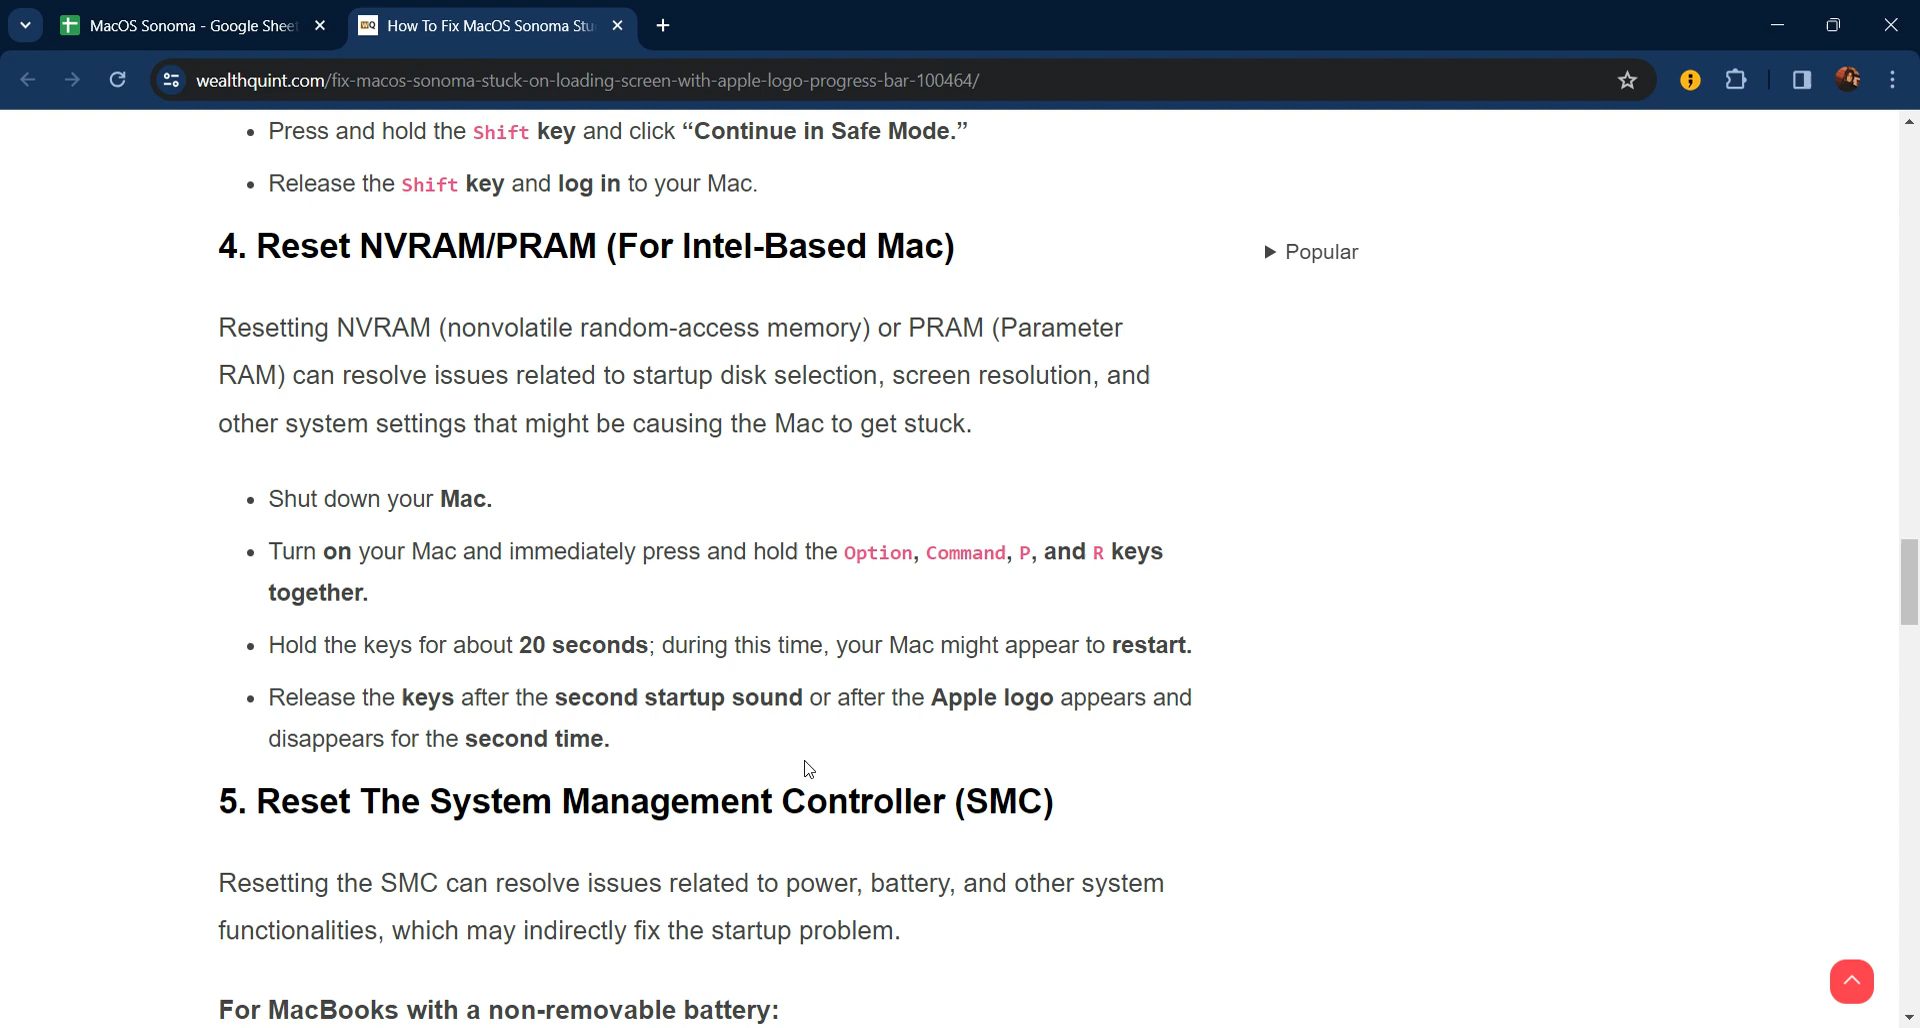 MacOS Sonoma - Google Sheet
How To Fix MacOS Sonoma Stu
wealthquint.com/fix-macos-sonoma-stuck-on-loading-screen-with-apple-logo-progress-bar-100464/
• Press and hold the Shift key and click “Continue in Safe Mode.”
• Release the Shift key and log in to your Mac.
4. Reset NVRAM/PRAM (For Intel-Based Mac)
▶ Popular
Resetting NVRAM (nonvolatile random-access memory) or PRAM (Parameter
RAM) can resolve issues related to startup disk selection, screen resolution, and
other system settings that might be causing the Mac to get stuck.
• Shut down your Mac.
• Turn on your Mac and immediately press and hold the Option, Command, P, and R keys
together.
• Hold the keys for about 20 seconds; during this time, your Mac might appear to restart.
• Release the keys after the second startup sound or after the Apple logo appears and
disappears for the second time.
5. Reset The System Management Controller (SMC)
Resetting the SMC can resolve issues related to power, battery, and other system
functionalities, which may indirectly fix the startup problem.
For MacBooks with a non-removable battery: